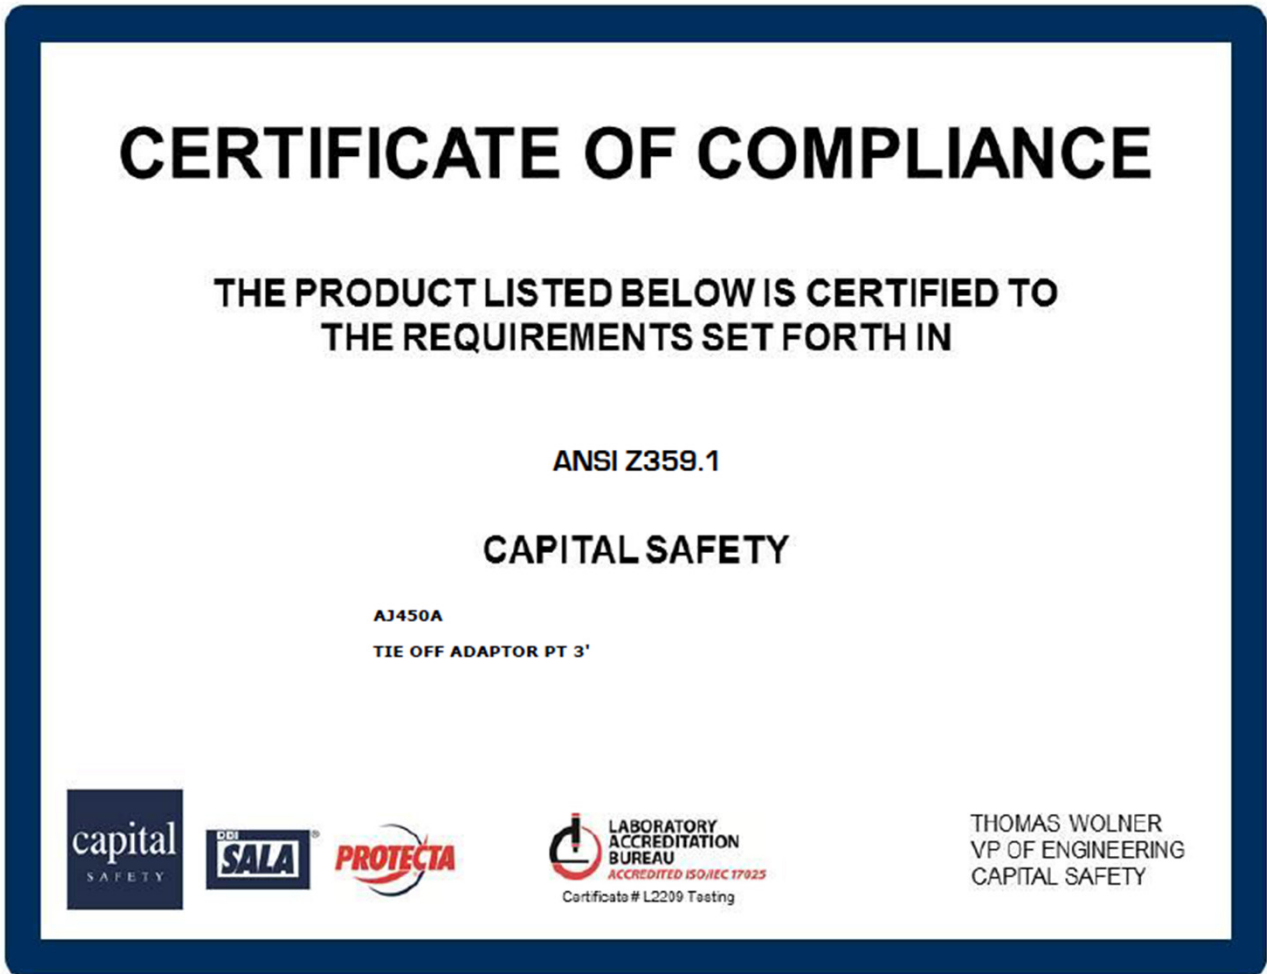 CERTIFICATE OF COMPLIANCE
THE PRODUCT LISTED BELOW IS CERTIFIED TO
THE REQUIREMENTS SET FORTH IN
ANSI Z359.1
CAPITAL SAFETY
AJ450A
TIE OFF ADAPTOR PT 3'
capital
SAFETY
DBI
SALA®
PROTECTA
LABORATORY
ACCREDITATION
BUREAU
ACCREDITED ISO/IEC 17025
Certificate # L2209 Testing
THOMAS WOLNER
VP OF ENGINEERING
CAPITAL SAFETY